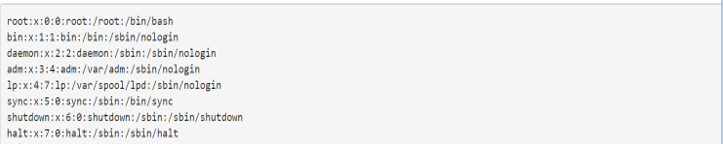 root:x:0:0:root:/root:/bin/bash
bin:x:1:1:bin:/bin:/sbin/nologin
daemon:x:2:2:daemon:/sbin:/sbin/nologin
adm:x:3:4:adm:/var/adm:/sbin/nologin
lp:x:4:7:lp:/var/spool/lpd:/sbin/nologin
sync:x:5:0:sync:/sbin:/bin/sync
shutdown:x:6:0:shutdown:/sbin:/sbin/shutdown
halt:x:7:0:halt:/sbin:/sbin/halt